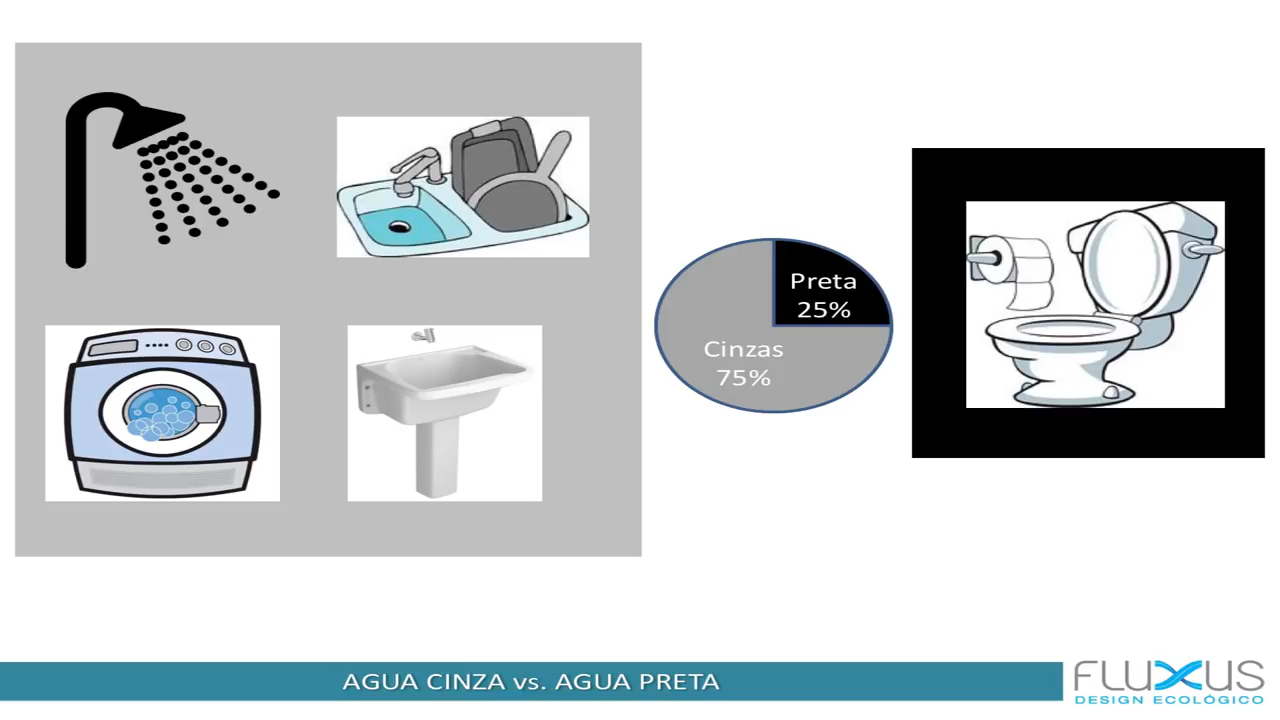 Preta
25%
Cinzas
75%
AGUA CINZA vs. AGUA PRETA
FLUXUS
DESIGN ECOLÓGICO